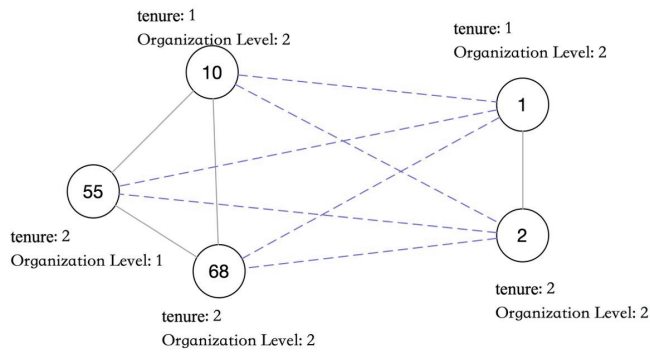 tenure: 1
Organization Level: 2
10
tenure: 1
Organization Level: 2
1
55
tenure: 2
Organization Level: 1
68
tenure: 2
Organization Level: 2
2
tenure: 2
Organization Level: 2